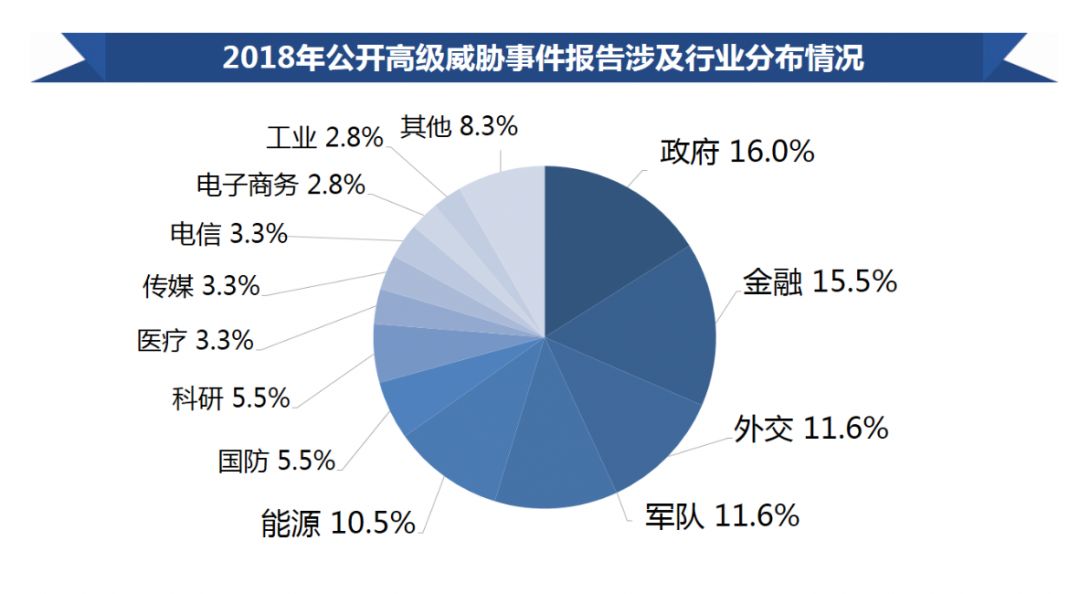 2018年公开高级威胁事件报告涉及行业分布情况
政府 16.0%
金融 15.5%
外交 11.6%
军队 11.6%
能源 10.5%
国防 5.5%
科研 5.5%
医疗 3.3%
传媒 3.3%
电信 3.3%
电子商务 2.8%
工业 2.8%
其他 8.3%